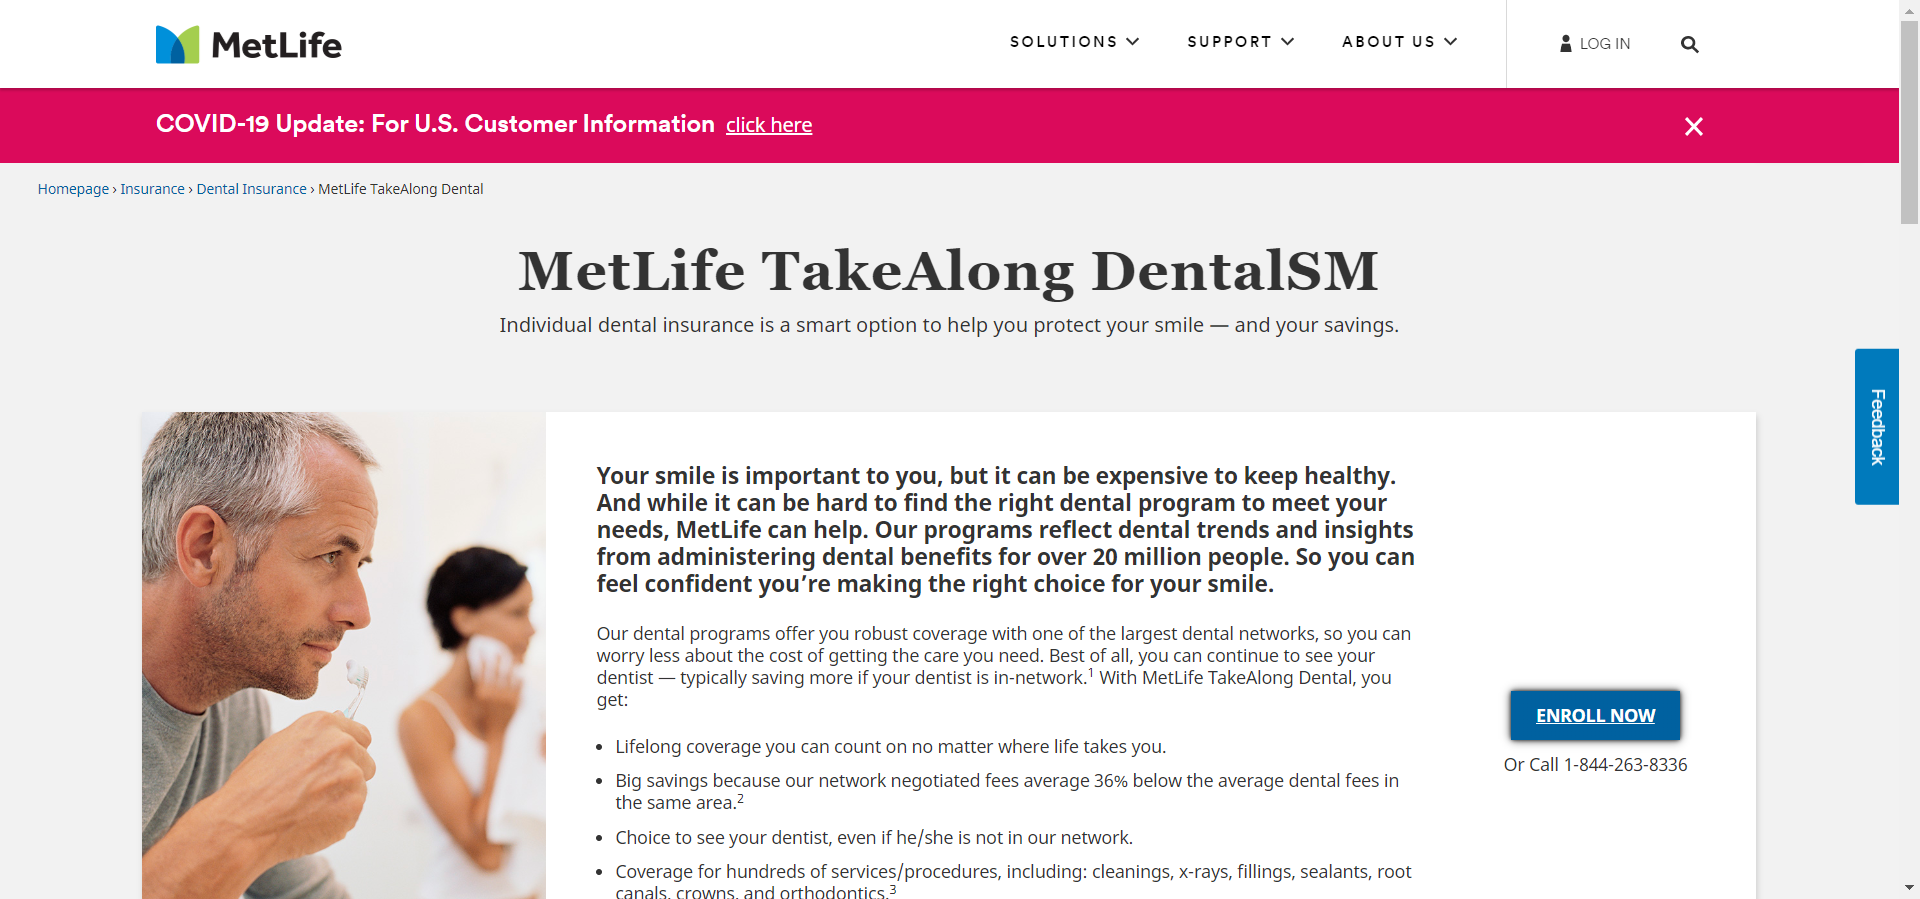 MetLife
SOLUTIONS
SUPPORT
ABOUT US
LOG IN
COVID-19 Update: For U.S. Customer Information click here
Homepage › Insurance › Dental Insurance › MetLife TakeAlong Dental
MetLife TakeAlong DentalSM
Individual dental insurance is a smart option to help you protect your smile — and your savings.
Feedback
Your smile is important to you, but it can be expensive to keep healthy.
And while it can be hard to find the right dental program to meet your
needs, MetLife can help. Our programs reflect dental trends and insights
from administering dental benefits for over 20 million people. So you can
feel confident you’re making the right choice for your smile.
Our dental programs offer you robust coverage with one of the largest dental networks, so you can
worry less about the cost of getting the care you need. Best of all, you can continue to see your
dentist — typically saving more if your dentist is in-network.1 With MetLife TakeAlong Dental, you
get:
• Lifelong coverage you can count on no matter where life takes you.
• Big savings because our network negotiated fees average 36% below the average dental fees in
the same area.2
• Choice to see your dentist, even if he/she is not in our network.
• Coverage for hundreds of services/procedures, including: cleanings, x-rays, fillings, sealants, root
canals, crowns, and orthodontics.3
ENROLL NOW
Or Call 1-844-263-8336